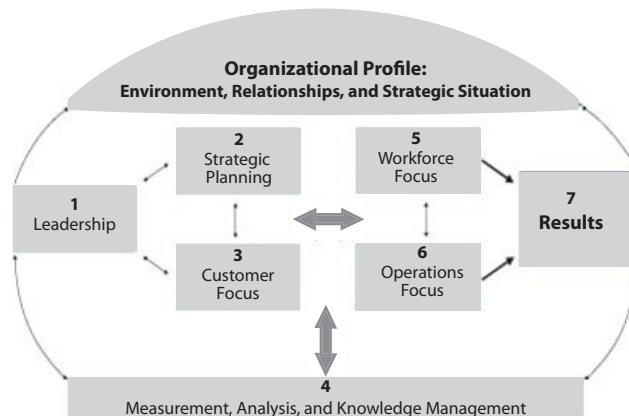 Organizational Profile:
Environment, Relationships, and Strategic Situation
2
Strategic
Planning
5
Workforce
Focus
1
Leadership
7
Results
3
Customer
Focus
6
Operations
Focus
4
Measurement, Analysis, and Knowledge Management